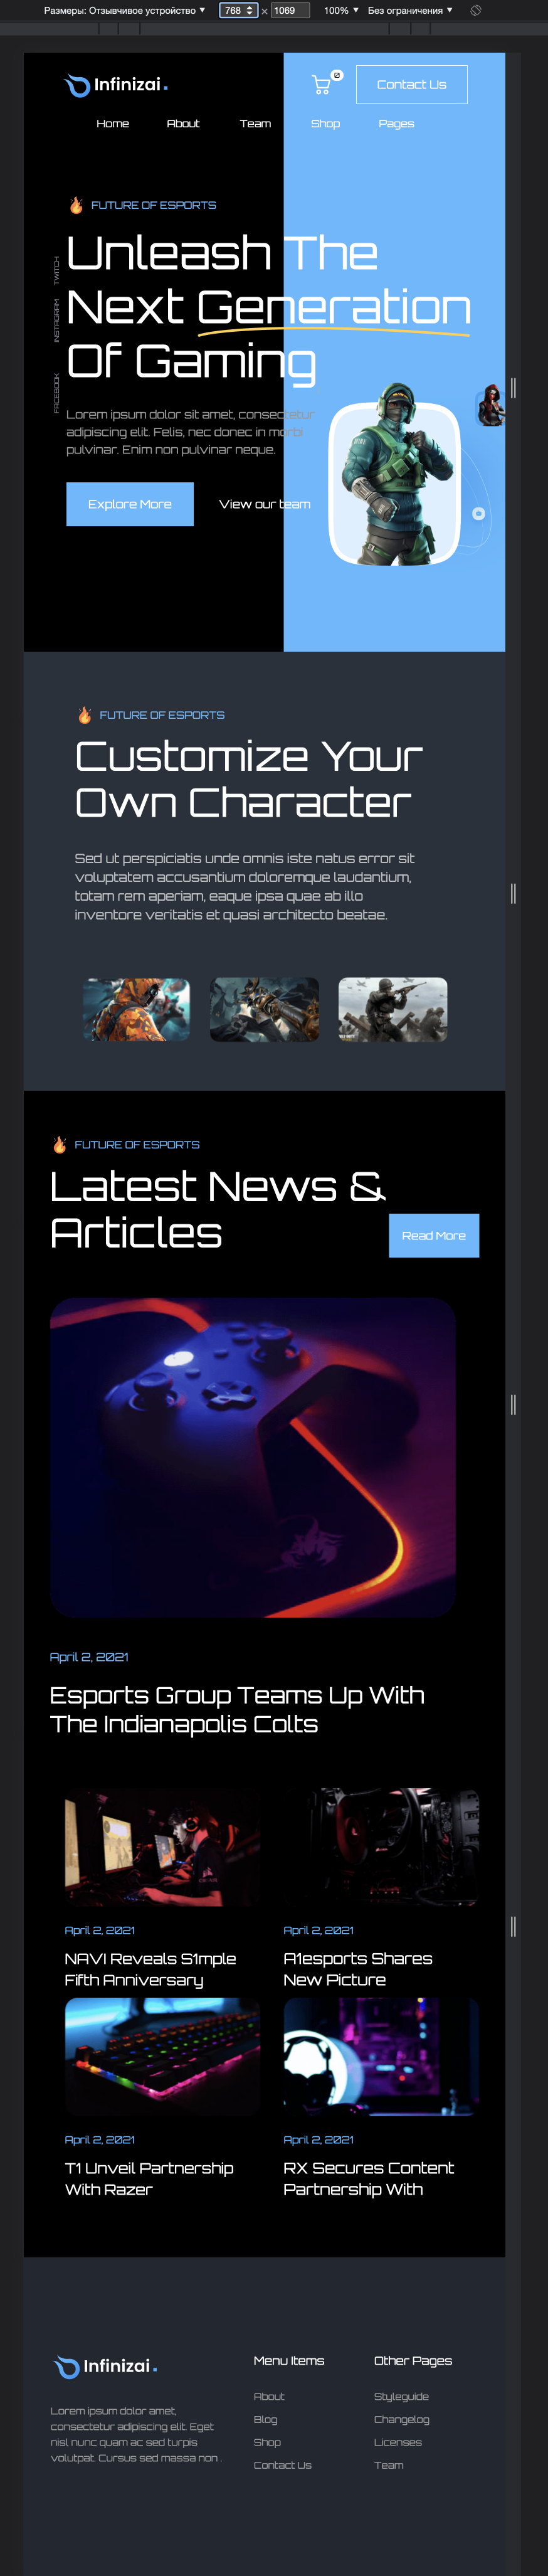 Размеры: Отзывчивое устройство ▼ 768 × 1069 100% ▼ Без ограничения ▼
Infinizai.
0
Contact Us
Home About Team Shop Pages
FUTURE OF ESPORTS
Unleash The
Next Generation
Of Gaming
TWITCH
INSTAGRAM
FACEBOOK
Lorem ipsum dolor sit amet, consectetur
adipiscing elit. Felis, nec donec in morbi
pulvinar. Enim non pulvinar neque.
Explore More View our team
FUTURE OF ESPORTS
Customize Your
Own Character
Sed ut perspiciatis unde omnis iste natus error sit
voluptatem accusantium doloremque laudantium,
totam rem aperiam, eaque ipsa quae ab illo
inventore veritatis et quasi architecto beatae.
FUTURE OF ESPORTS
Latest News &
Articles
Read More
April 2, 2021
Esports Group Teams Up With
The Indianapolis Colts
April 2, 2021
NAVI Reveals S1mple
Fifth Anniversary
April 2, 2021
A1esports Shares
New Picture
April 2, 2021
T1 Unveil Partnership
With Razer
April 2, 2021
RX Secures Content
Partnership With
Infinizai.
Lorem ipsum dolor amet,
consectetur adipiscing elit. Eget
nisl nunc quam ac sed turpis
volutpat. Cursus sed massa non .
Menu Items
About
Blog
Shop
Contact Us
Other Pages
Styleguide
Changelog
Licenses
Team